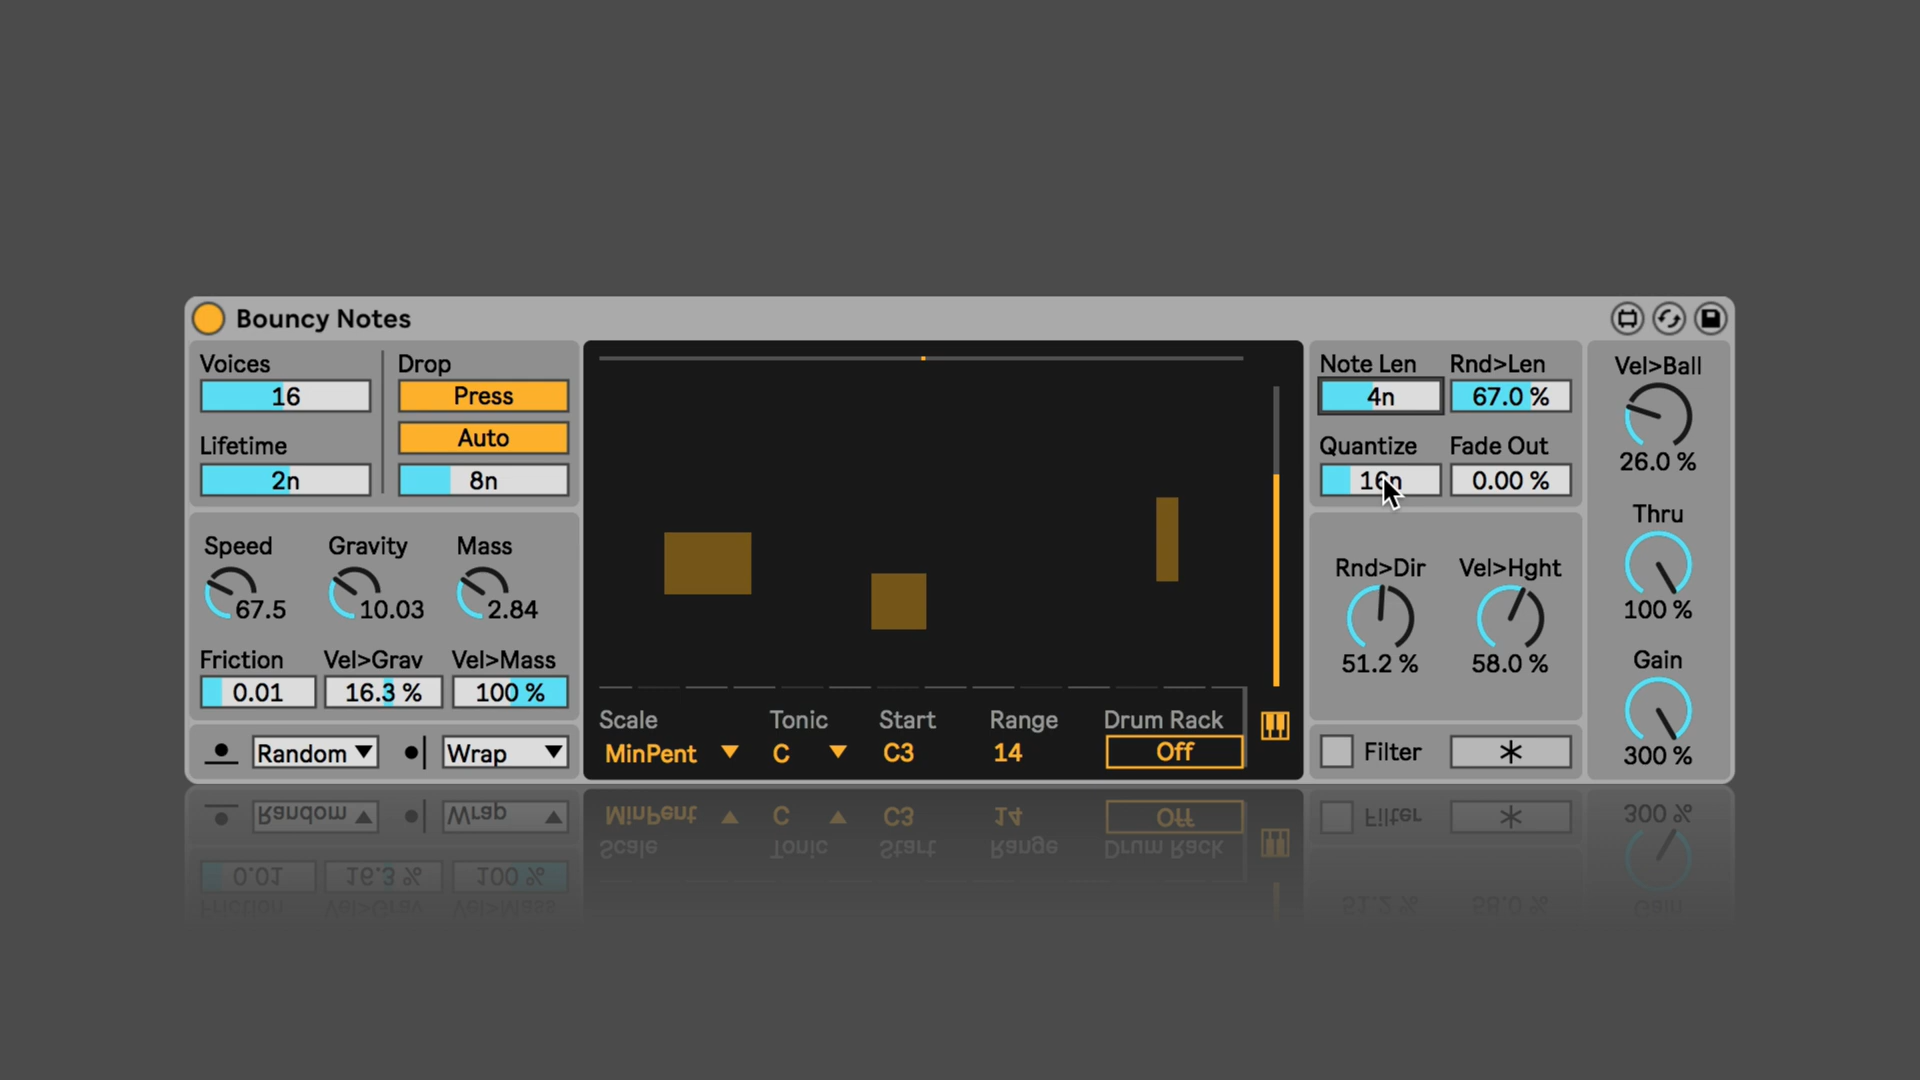 Bouncy Notes
Voices
16
Lifetime
2n
Drop
Press
Auto
8n
Speed
67.5
Gravity
10.03
Mass
2.84
Friction
0.01
Vel>Grav
16.3 %
Vel>Mass
100 %
Random
Wrap
Scale
MinPent
Tonic
C
Start
C3
Range
14
Drum Rack
Off
Note Len
4n
Rnd>Len
67.0 %
Quantize
16n
Fade Out
0.00 %
Rnd>Dir
51.2 %
Vel>Hght
58.0 %
Filter
*
Vel>Ball
26.0 %
Thru
100 %
Gain
300 %